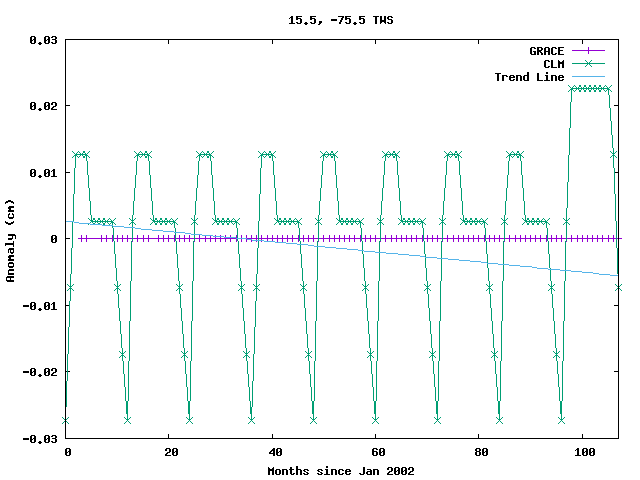 15.5, -75.5 TWS
GRACE
CLM
Trend Line
0.03
0.02
0.01
0
-0.01
-0.02
-0.03
Anomaly (cm)
0 20 40 60 80 100
Months since Jan 2002